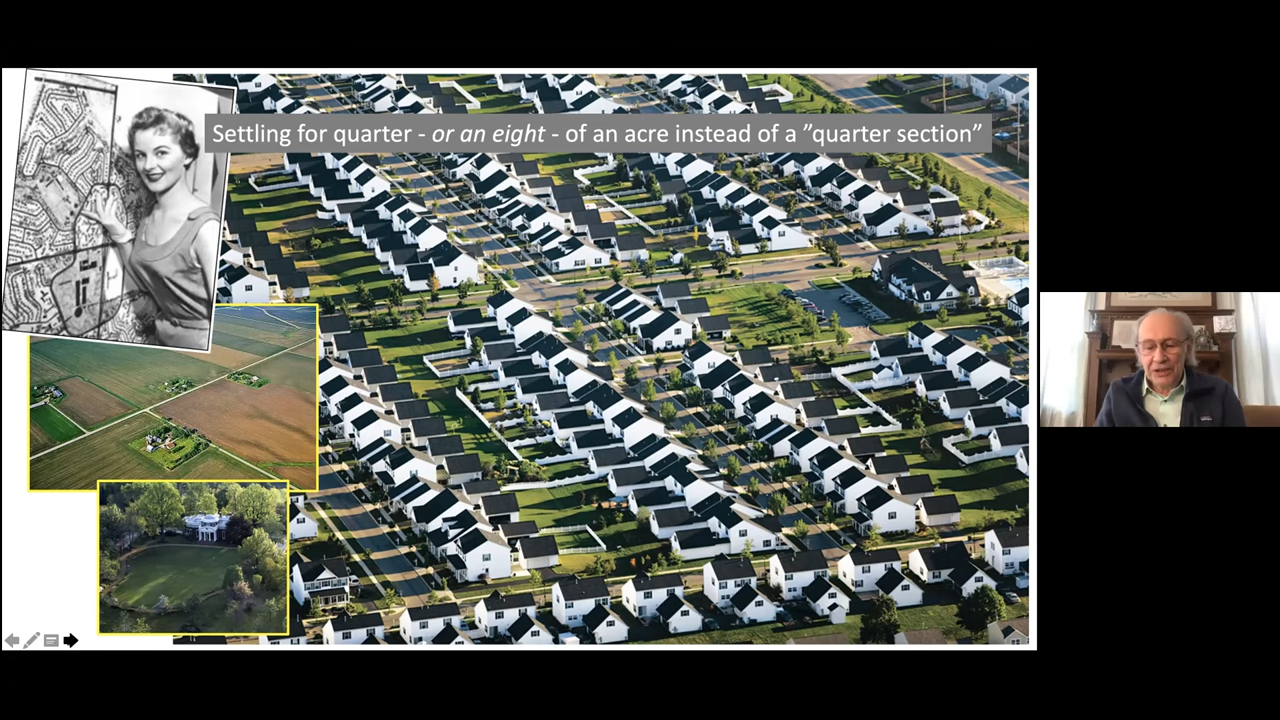 Settling for quarter - or an eight - of an acre instead of a ”quarter section”